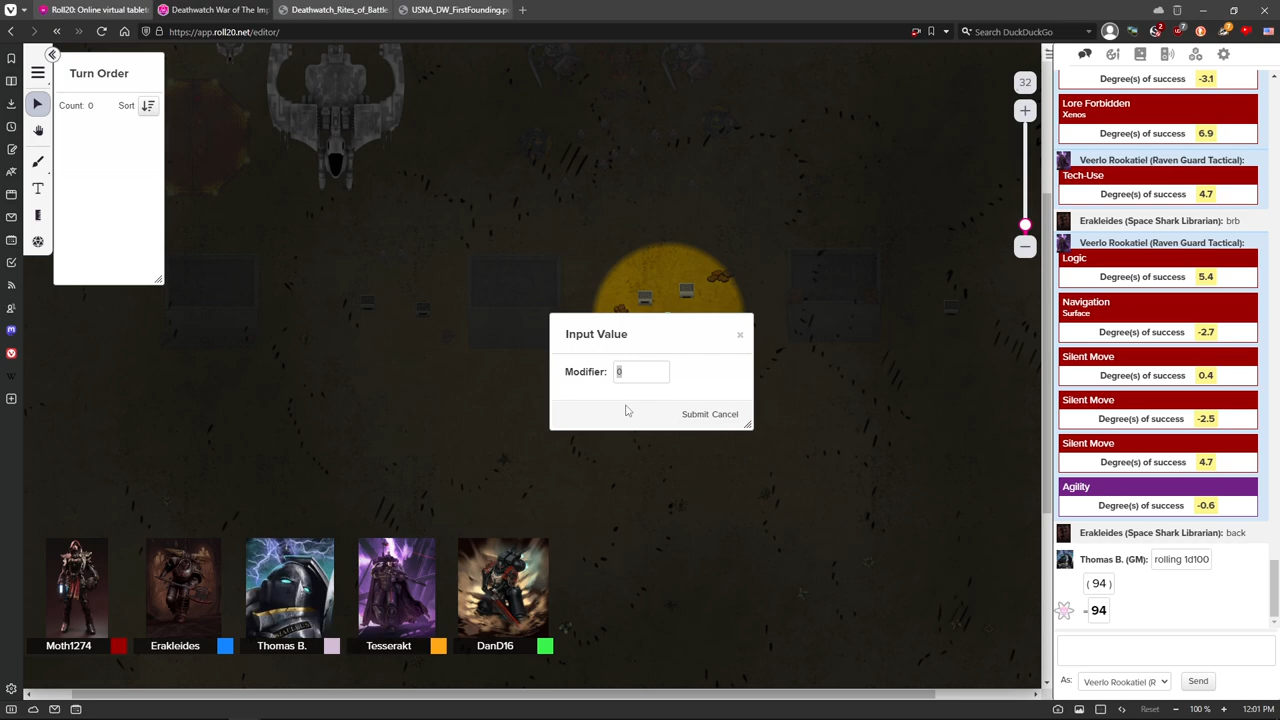 Roll20: Online virtual tablet
Deathwatch War of The Imp
Deathwatch_Rites_of_Battle
USNA_DW_FirstFounding.p
https://app.roll20.net/editor/
Search DuckDuckGo
Turn Order
Count: 0 Sort
32
Input Value
Modifier: 0
Submit Cancel
Moth1274
Erakleides
Thomas B.
Tesserakt
DanD16
Degree(s) of success -3.1
Lore Forbidden
Xenos
Degree(s) of success 6.9
Veerlo Rookatiel (Raven Guard Tactical):
Tech-Use
Degree(s) of success 4.7
Erakleides (Space Shark Librarian): brb
Veerlo Rookatiel (Raven Guard Tactical):
Logic
Degree(s) of success 5.4
Navigation
Surface
Degree(s) of success -2.7
Silent Move
Degree(s) of success 0.4
Silent Move
Degree(s) of success -2.5
Silent Move
Degree(s) of success 4.7
Agility
Degree(s) of success -0.6
Erakleides (Space Shark Librarian): back
Thomas B. (GM): rolling 1d100
( 94 )
= 94
As: Veerlo Rookatiel (R Send
Reset 100 % 12:01 PM